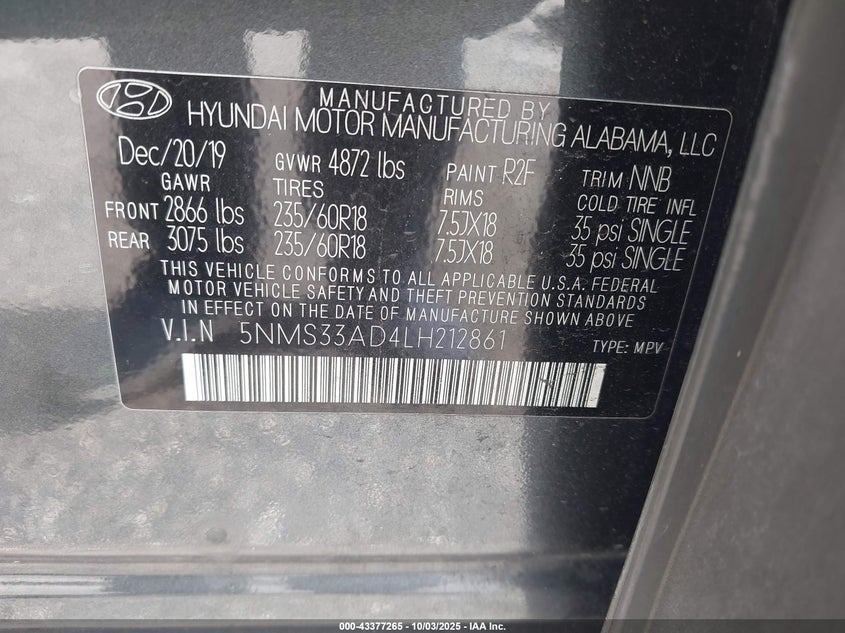 MANUFACTURED BY
HYUNDAI MOTOR MANUFACTURING ALABAMA, LLC
Dec/20/19 GVWR 4872 lbs PAINT R2F TRIM NNB
GAWR TIRES RIMS COLD TIRE INFL
FRONT 2866 lbs 235/60R18 7.5JX18 35 psi SINGLE
REAR 3075 lbs 235/60R18 7.5JX18 35 psi SINGLE
THIS VEHICLE CONFORMS TO ALL APPLICABLE U.S.A. FEDERAL
MOTOR VEHICLE SAFETY AND THEFT PREVENTION STANDARDS
IN EFFECT ON THE DATE OF MANUFACTURE SHOWN ABOVE
V.I.N 5NMS33AD4LH212861 TYPE: MPV
000-43377265 - 10/03/2025 - IAA Inc.